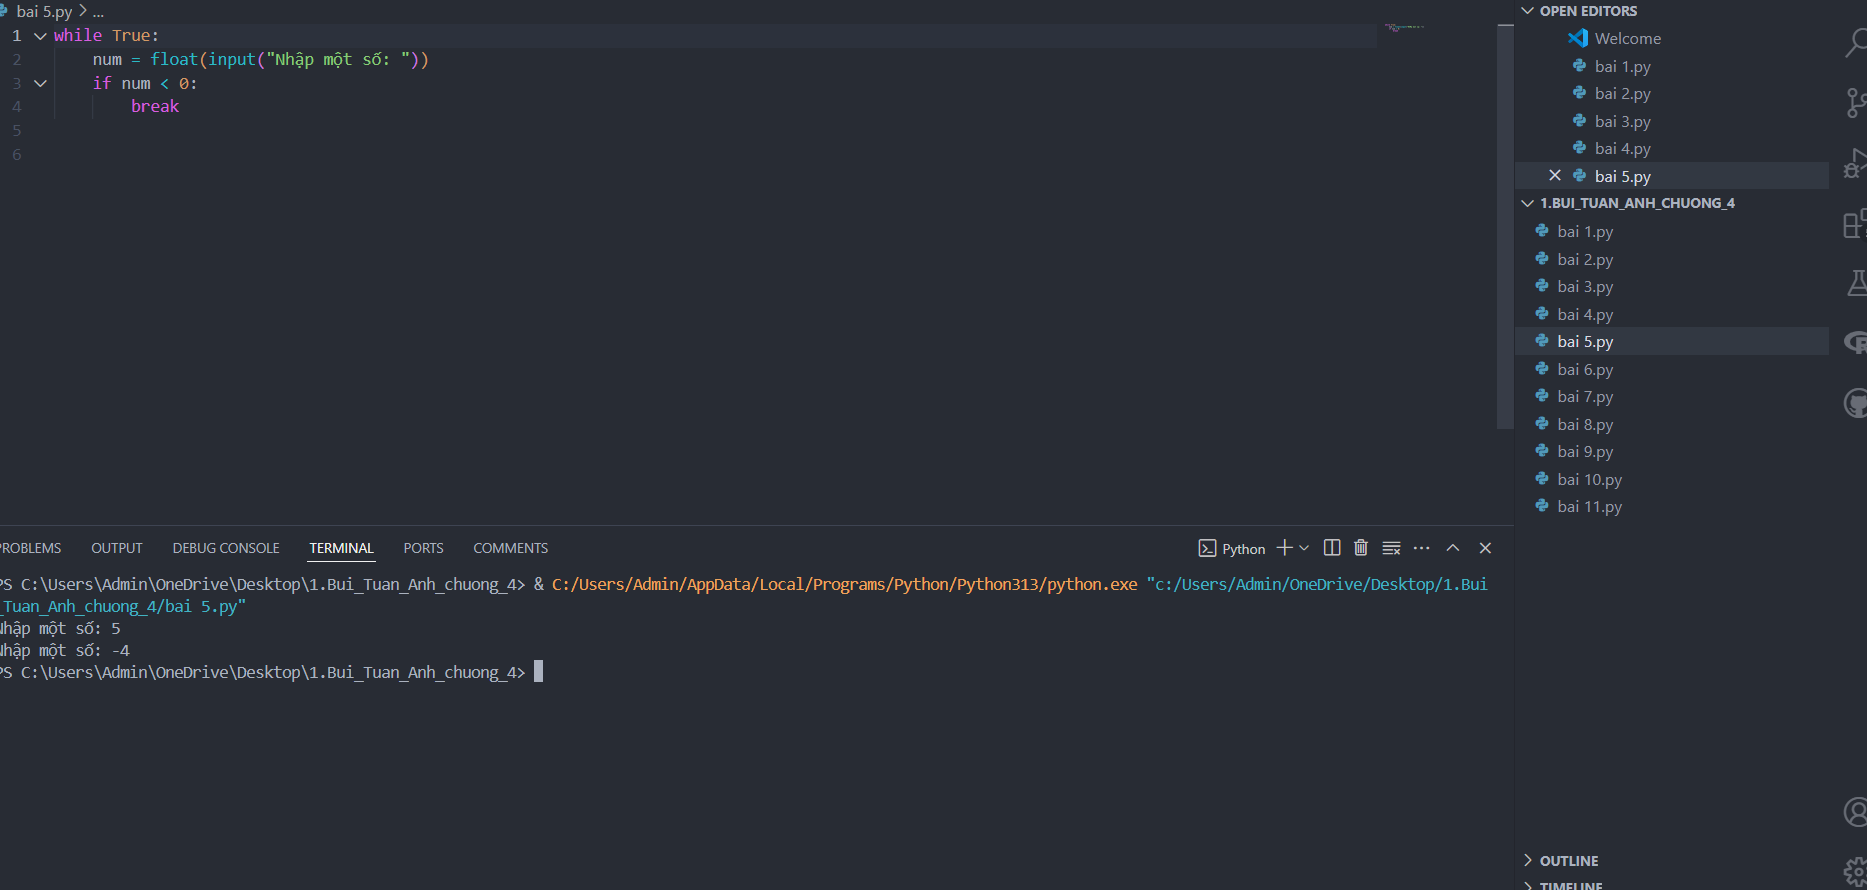 bai 5.py > ...
1 while True:
2 num = float(input("Nhập một số: "))
3 if num < 0:
4 break
5
6
OPEN EDITORS
Welcome
bai 1.py
bai 2.py
bai 3.py
bai 4.py
bai 5.py
1.BUI_TUAN_ANH_CHUONG_4
bai 1.py
bai 2.py
bai 3.py
bai 4.py
bai 5.py
bai 6.py
bai 7.py
bai 8.py
bai 9.py
bai 10.py
bai 11.py
OUTLINE
TIMELINE
PROBLEMS OUTPUT DEBUG CONSOLE TERMINAL PORTS COMMENTS Python
PS C:\Users\Admin\OneDrive\Desktop\1.Bui_Tuan_Anh_chuong_4> & C:/Users/Admin/AppData/Local/Programs/Python/Python313/python.exe "c:/Users/Admin/OneDrive/Desktop/1.Bui
_Tuan_Anh_chuong_4/bai 5.py"
Nhập một số: 5
Nhập một số: -4
PS C:\Users\Admin\OneDrive\Desktop\1.Bui_Tuan_Anh_chuong_4>